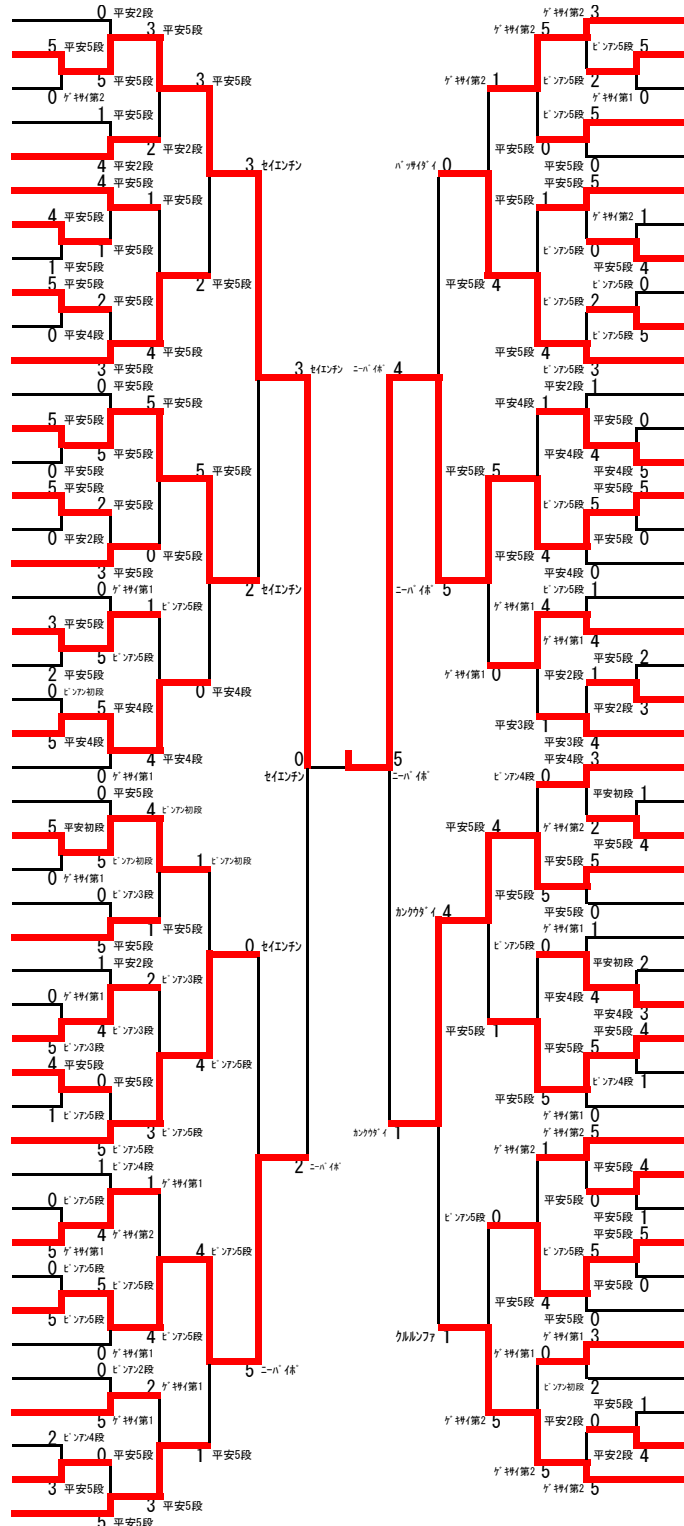 0 平安2段
3 平安5段
5 平安5段
3 平安5段
5 平安5段
0 ｹﾞｷｻｲ第2
1 平安5段
2 平安2段
3 セイエンチン
4 平安2段
4 平安5段
1 平安5段
4 平安5段
1 平安5段
1 平安5段
2 平安5段
5 平安5段
2 平安5段
0 平安4段
4 平安5段
3 平安5段
3 セイエンチン
0 平安5段
5 平安5段
5 平安5段
5 平安5段
0 平安5段
5 平安5段
5 平安5段
2 平安5段
0 平安2段
0 平安5段
3 平安5段
2 セイエンチン
0 ｹﾞｷｻｲ第1
1 ﾋﾟﾝｱﾝ5段
3 平安5段
5 ﾋﾟﾝｱﾝ5段
2 平安5段
0 ﾋﾟﾝｱﾝ初段
0 平安4段
5 平安4段
5 平安4段
4 平安4段
0 ｹﾞｷｻｲ第1
0
セイエンチン
0 平安5段
4 ﾋﾟﾝｱﾝ初段
5 平安初段
5 ﾋﾟﾝｱﾝ初段
1 ﾋﾟﾝｱﾝ初段
0 ｹﾞｷｻｲ第1
0 ﾋﾟﾝｱﾝ3段
1 平安5段
5 平安5段
0 セイエンチン
1 平安2段
2 ﾋﾟﾝｱﾝ3段
0 ｹﾞｷｻｲ第1
4 ﾋﾟﾝｱﾝ3段
5 ﾋﾟﾝｱﾝ3段
4 ﾋﾟﾝｱﾝ5段
4 平安5段
0 平安5段
1 ﾋﾟﾝｱﾝ5段
3 ﾋﾟﾝｱﾝ5段
5 ﾋﾟﾝｱﾝ5段
2 ﾆｰﾊﾞｲﾎﾟ
1 ﾋﾟﾝｱﾝ4段
1 ｹﾞｷｻｲ第1
0 ﾋﾟﾝｱﾝ5段
4 ｹﾞｷｻｲ第2
5 ｹﾞｷｻｲ第1
4 ﾋﾟﾝｱﾝ5段
0 ﾋﾟﾝｱﾝ5段
5 ﾋﾟﾝｱﾝ5段
5 ﾋﾟﾝｱﾝ5段
4 ﾋﾟﾝｱﾝ5段
0 ｹﾞｷｻｲ第1
5 ﾆｰﾊﾞｲﾎﾟ
0 ﾋﾟﾝｱﾝ2段
2 ｹﾞｷｻｲ第1
5 ｹﾞｷｻｲ第1
2 ﾋﾟﾝｱﾝ4段
0 平安5段
1 平安5段
3 平安5段
3 平安5段
5 平安5段
ｹﾞｷｻｲ第2 3
ｹﾞｷｻｲ第2 5
ﾋﾟﾝｱﾝ5段 5
ｹﾞｷｻｲ第2 1
ﾋﾟﾝｱﾝ5段 2
ｹﾞｷｻｲ第1 0
ﾋﾟﾝｱﾝ5段 5
平安5段 0
平安5段 0
ﾊﾞｯｻｲﾀﾞｲ 0
平安5段 5
平安5段 1
ｹﾞｷｻｲ第2 1
ﾋﾟﾝｱﾝ5段 0
平安5段 4
平安5段 4
ﾋﾟﾝｱﾝ5段 0
ﾋﾟﾝｱﾝ5段 2
ﾋﾟﾝｱﾝ5段 5
平安5段 4
ﾋﾟﾝｱﾝ5段 3
ﾆｰﾊﾞｲﾎﾟ 4
平安2段 1
平安4段 1
平安5段 0
平安4段 4
平安4段 5
平安5段 5
平安5段 5
ﾋﾟﾝｱﾝ5段 5
平安5段 0
平安5段 4
平安4段 0
ﾆｰﾊﾞｲﾎﾟ 5
ﾋﾟﾝｱﾝ5段 1
ｹﾞｷｻｲ第1 4
ｹﾞｷｻｲ第1 4
平安5段 2
ｹﾞｷｻｲ第1 0
平安2段 1
平安2段 3
平安3段 1
平安3段 4
5
ﾆｰﾊﾞｲﾎﾟ
平安4段 3
ﾋﾟﾝｱﾝ4段 0
平安初段 1
ｹﾞｷｻｲ第2 2
平安5段 4
平安5段 4
平安5段 5
平安5段 5
平安5段 0
カンクウダイ 4
ｹﾞｷｻｲ第1 1
ﾋﾟﾝｱﾝ5段 0
平安初段 2
平安4段 4
平安4段 3
平安5段 1
平安5段 4
平安5段 5
ﾋﾟﾝｱﾝ4段 1
平安5段 5
ｹﾞｷｻｲ第1 0
ｶﾝｸｳﾀﾞｲ 1
ｹﾞｷｻｲ第2 5
ｹﾞｷｻｲ第2 1
平安5段 4
平安5段 0
平安5段 1
ﾋﾟﾝｱﾝ5段 0
平安5段 5
ﾋﾟﾝｱﾝ5段 5
平安5段 0
平安5段 4
平安5段 0
クルルンファ 1
ｹﾞｷｻｲ第1 3
ｹﾞｷｻｲ第1 0
ﾋﾟﾝｱﾝ初段 2
平安5段 1
ｹﾞｷｻｲ第2 5
平安2段 0
平安2段 4
ｹﾞｷｻｲ第2 5
ｹﾞｷｻｲ第2 5